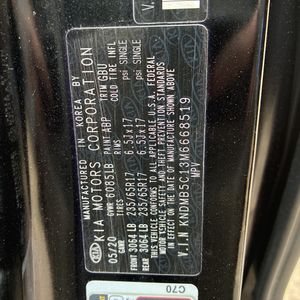 MANUFACTURED IN KOREA BY
KIA MOTORS CORPORATION
05/20 PAINT:ABP TRIM GBU
GVWR 6085LB
GAWR TIRES RIMS COLD TIRE INFL
FRONT 3064LB 235/65R17 6.5Jx17 psi SINGLE
REAR 3064LB 235/65R17 6.5Jx17 psi SINGLE
THIS VEHICLE CONFORMS TO ALL APPLICABLE U.S.A. FEDERAL
MOTOR VEHICLE SAFETY AND BUMPER THEFT PREVENTION
STANDARDS IN EFFECT ON THE DATE OF MANUFACTURE SHOWN ABOVE
V.I.N KNDMB5C13M6668519
MPV
C70